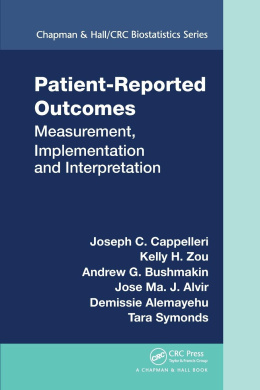 Chapman & Hall/CRC Biostatistics Series
Patient-Reported
Outcomes
Measurement,
Implementation
and Interpretation
Joseph C. Cappelleri
Kelly H. Zou
Andrew G. Bushmakin
Jose Ma. J. Alvir
Demissie Alemayehu
Tara Symonds
CRC Press
Taylor & Francis Group
A CHAPMAN & HALL BOOK